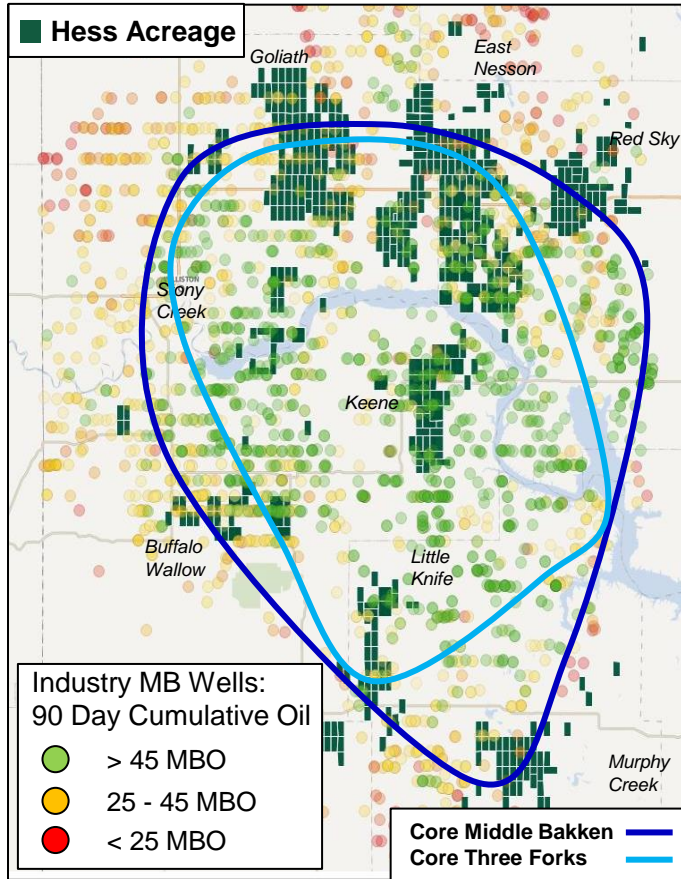 Hess Acreage
Goliath
East
Nesson
Red Sky
LLISTON
Stony
Creek
Keene
Buffalo
Wallow
Little
Knife
Industry MB Wells:
90 Day Cumulative Oil
> 45 MBO
25 - 45 MBO
< 25 MBO
Murphy
Creek
Core Middle Bakken
Core Three Forks